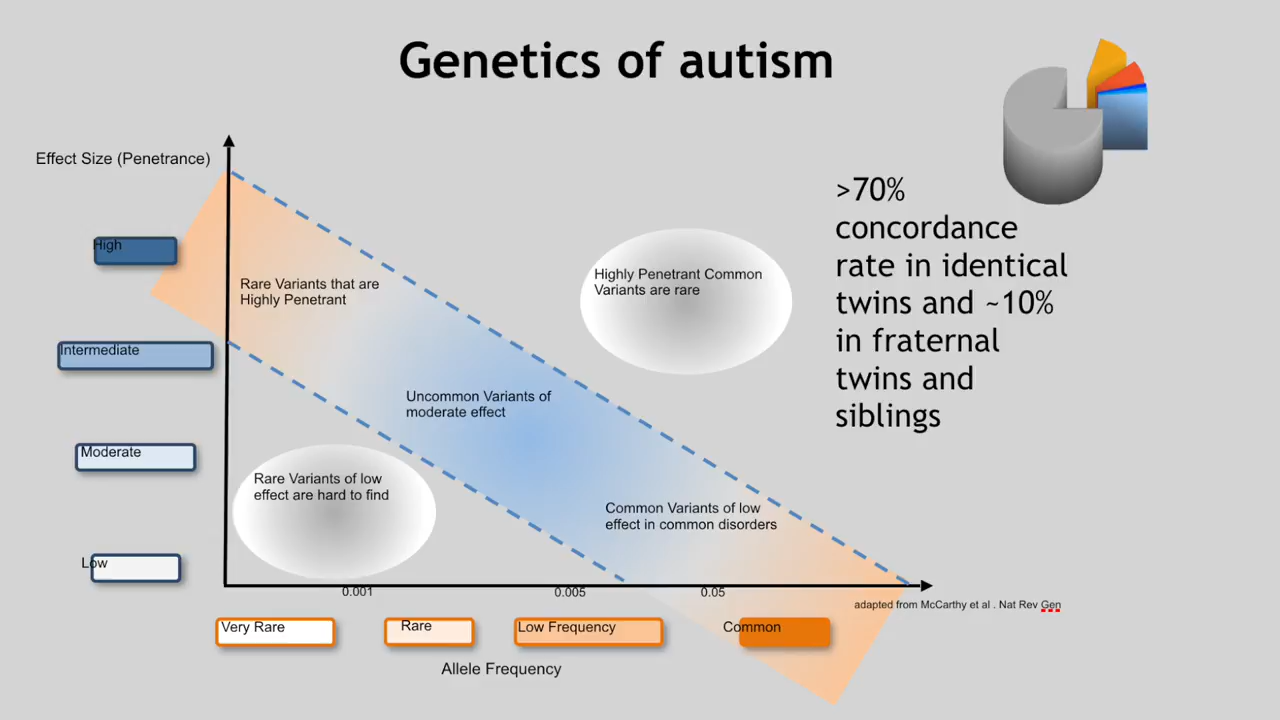 Genetics of autism
Effect Size (Penetrance)
High
Intermediate
Moderate
Low
Rare Variants that are
Highly Penetrant
Highly Penetrant Common
Variants are rare
Uncommon Variants of
moderate effect
Rare Variants of low
effect are hard to find
Common Variants of low
effect in common disorders
0.001
0.005
0.05
Very Rare
Rare
Low Frequency
Common
Allele Frequency
adapted from McCarthy et al . Nat Rev Gen
>70%
concordance
rate in identical
twins and ~10%
in fraternal
twins and
siblings